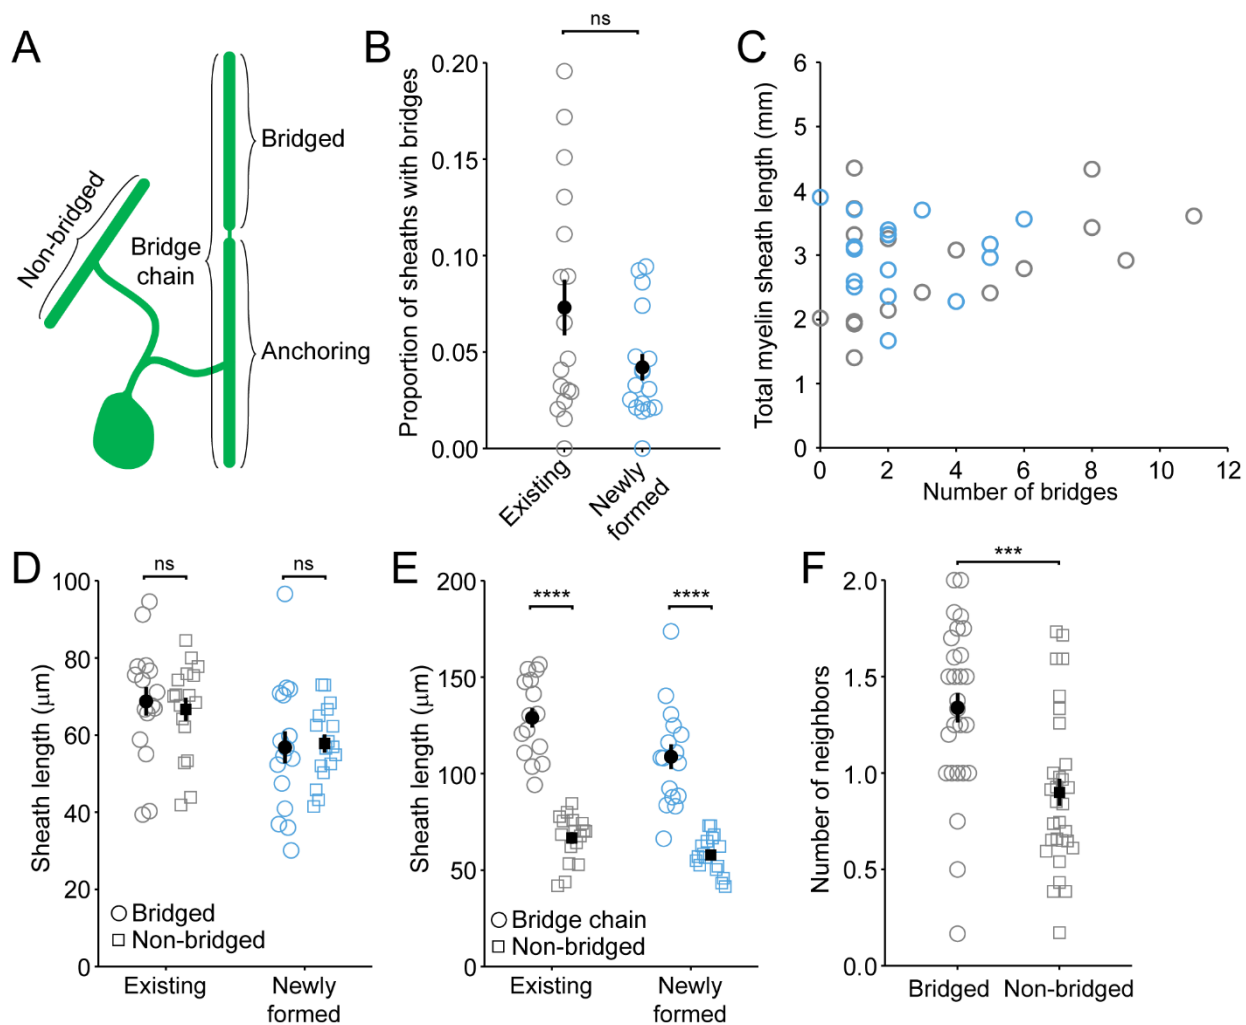 A
Non-bridged
Bridge
chain
Bridged
Anchoring
B
ns
Proportion of sheaths with bridges
0.20
0.15
0.10
0.05
0.00
Existing
Newly
formed
C
Total myelin sheath length (mm)
6
5
4
3
2
1
0
0 2 4 6 8 10 12
Number of bridges
D
ns ns
Sheath length (μm)
100
80
60
40
20
0
Bridged
Non-bridged
Existing Newly
formed
E
**** ****
Sheath length (μm)
200
150
100
50
0
Bridge chain
Non-bridged
Existing Newly
formed
F
***
Number of neighbors
2.0
1.5
1.0
0.5
0.0
Bridged Non-bridged